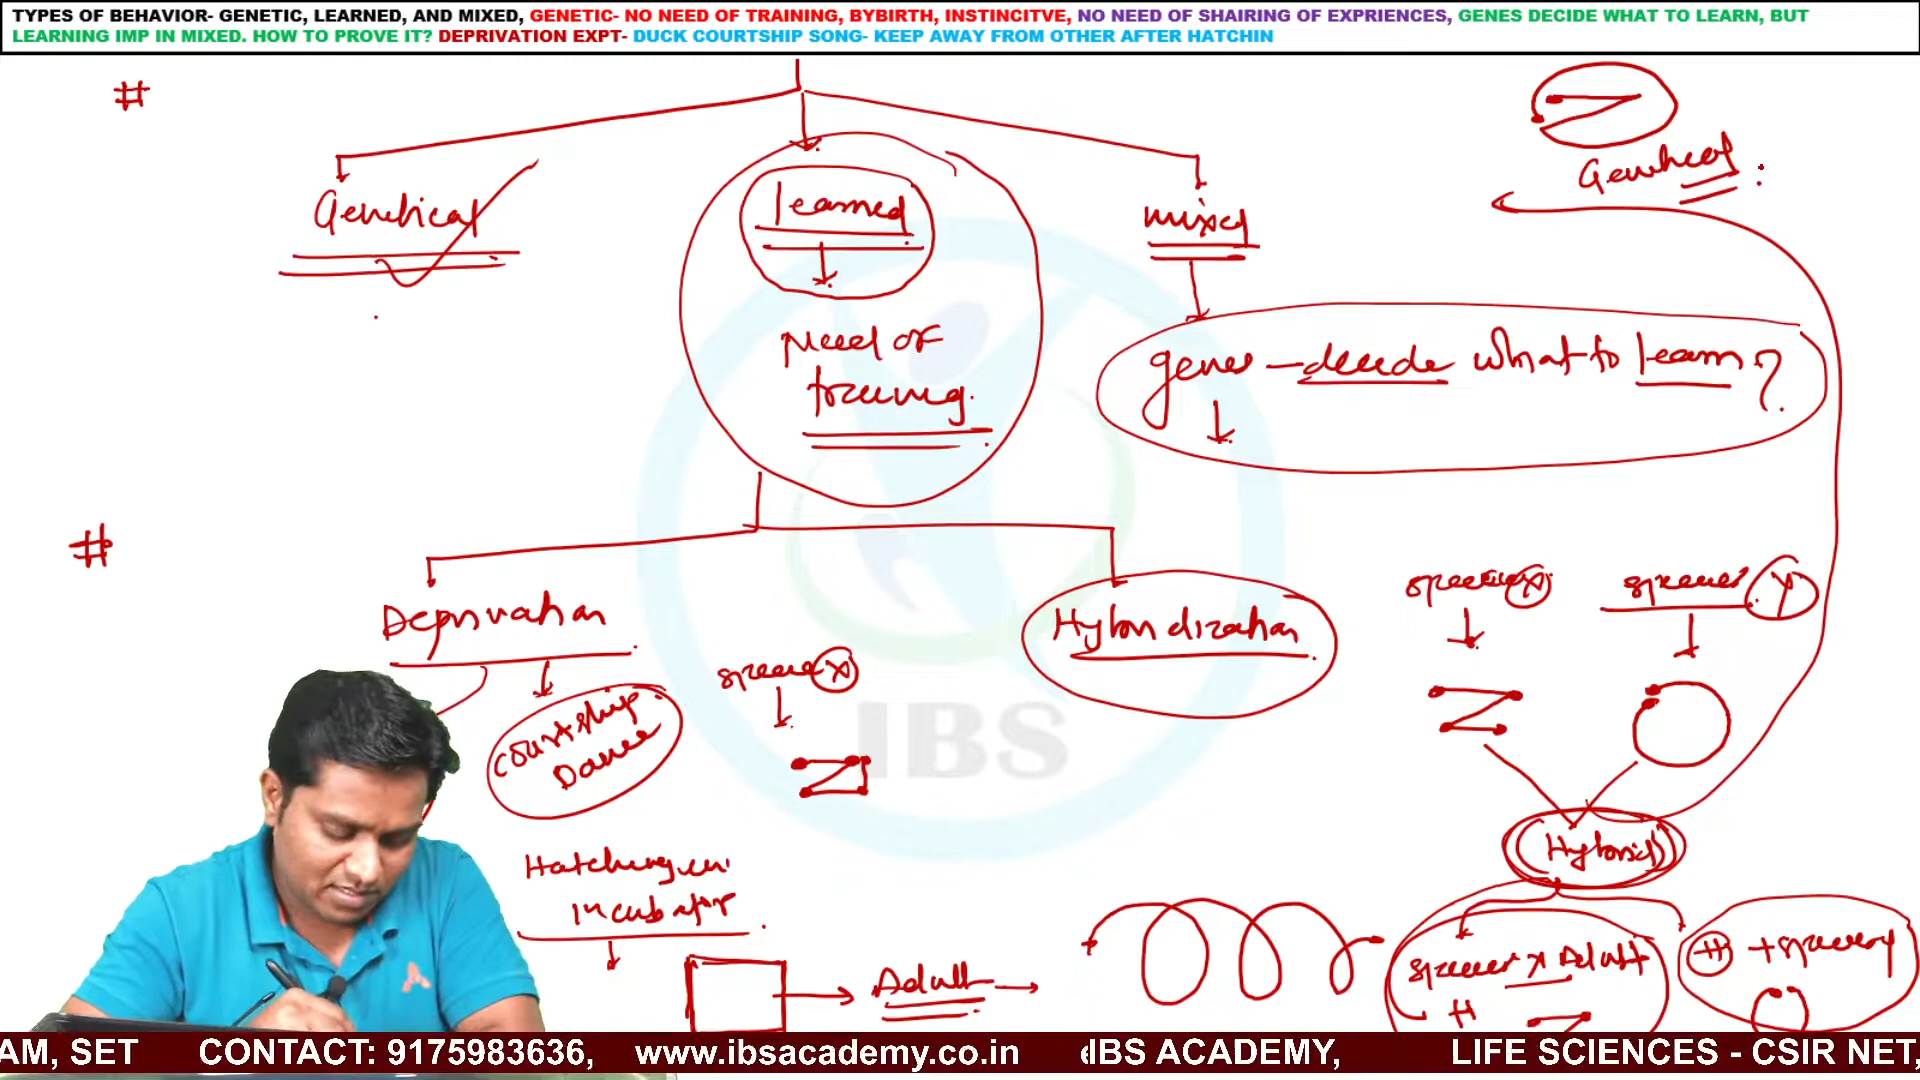 TYPES OF BEHAVIOR- GENETIC, LEARNED, AND MIXED, GENETIC- NO NEED OF TRAINING, BYBIRTH, INSTINCITVE, NO NEED OF SHAIRING OF EXPRIENCES, GENES DECIDE WHAT TO LEARN, BUT
LEARNING IMP IN MIXED. HOW TO PROVE IT? DEPRIVATION EXPT- DUCK COURTSHIP SONG- KEEP AWAY FROM OTHER AFTER HATCHIN
#
Genetical
learned
mixed
Need of
training.
genes - decide what to learn?
#
Deprivation
Hybridization
species X
species Y
species X
courtship
Dance
Hybrid
Hatching in
incubator
Adult
species X Adult
H + species Y
H
IBS
AM, SET CONTACT: 9175983636, www.ibsacademy.co.in IBS ACADEMY, LIFE SCIENCES - CSIR NET,